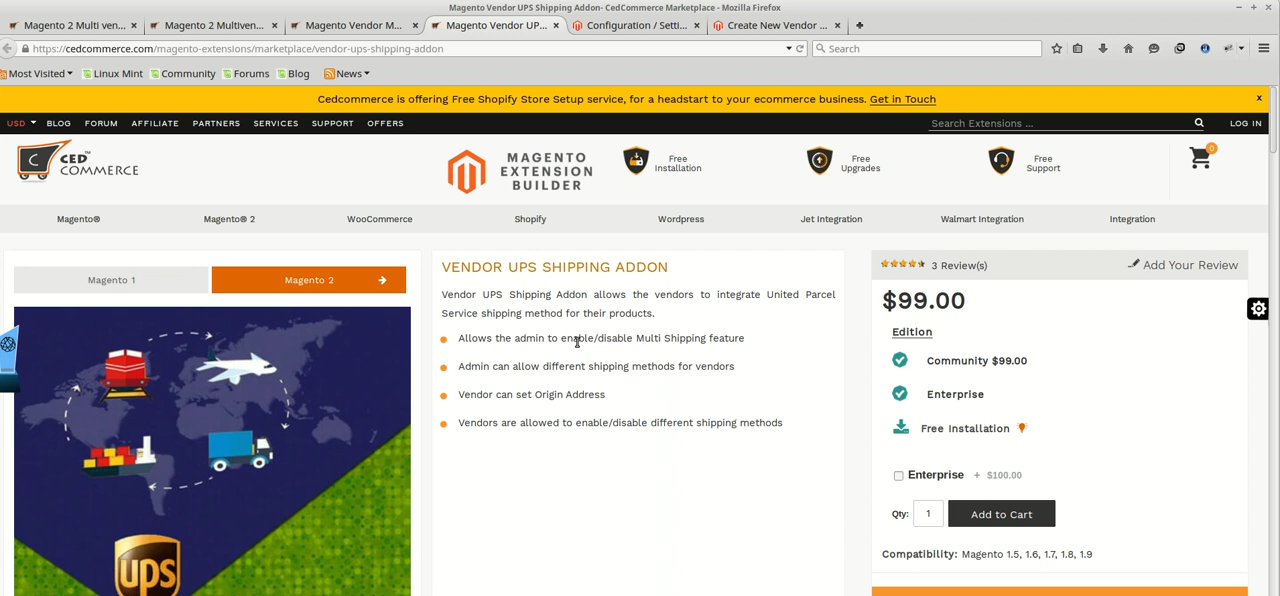 Magento Vendor UPS Shipping Addon- CedCommerce Marketplace - Mozilla Firefox
Magento 2 Multi ven...
Magento 2 Multiven...
Magento Vendor M...
Magento Vendor UP...
Configuration / Setti...
Create New Vendor ...
https://cedcommerce.com/magento-extensions/marketplace/vendor-ups-shipping-addon
Search
Most Visited
Linux Mint
Community
Forums
Blog
News
Cedcommerce is offering Free Shopify Store Setup service, for a headstart to your ecommerce business. Get in Touch
x
USD BLOG FORUM AFFILIATE PARTNERS SERVICES SUPPORT OFFERS
Search Extensions ...
LOG IN
CED™
COMMERCE
MAGENTO
EXTENSION
BUILDER
Free
Installation
Free
Upgrades
Free
Support
0
Magento® Magento® 2 WooCommerce Shopify Wordpress Jet Integration Walmart Integration Integration
Magento 1
Magento 2
ups
VENDOR UPS SHIPPING ADDON
Vendor UPS Shipping Addon allows the vendors to integrate United Parcel
Service shipping method for their products.
Allows the admin to enable/disable Multi Shipping feature
Admin can allow different shipping methods for vendors
Vendor can set Origin Address
Vendors are allowed to enable/disable different shipping methods
3 Review(s)
Add Your Review
$99.00
Edition
Community $99.00
Enterprise
Free Installation
Enterprise + $100.00
Qty: 1 Add to Cart
Compatibility: Magento 1.5, 1.6, 1.7, 1.8, 1.9